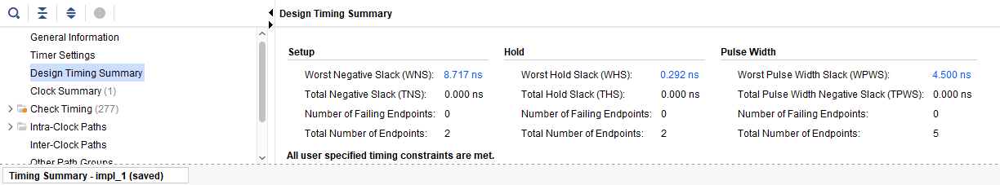 Design Timing Summary
General Information
Timer Settings
Design Timing Summary
Clock Summary (1)
Check Timing (277)
Intra-Clock Paths
Inter-Clock Paths
Other Path Groups
Setup
Worst Negative Slack (WNS): 8.717 ns
Total Negative Slack (TNS): 0.000 ns
Number of Failing Endpoints: 0
Total Number of Endpoints: 2
Hold
Worst Hold Slack (WHS): 0.292 ns
Total Hold Slack (THS): 0.000 ns
Number of Failing Endpoints: 0
Total Number of Endpoints: 2
Pulse Width
Worst Pulse Width Slack (WPWS): 4.500 ns
Total Pulse Width Negative Slack (TPWS): 0.000 ns
Number of Failing Endpoints: 0
Total Number of Endpoints: 5
All user specified timing constraints are met.
Timing Summary - impl_1 (saved)